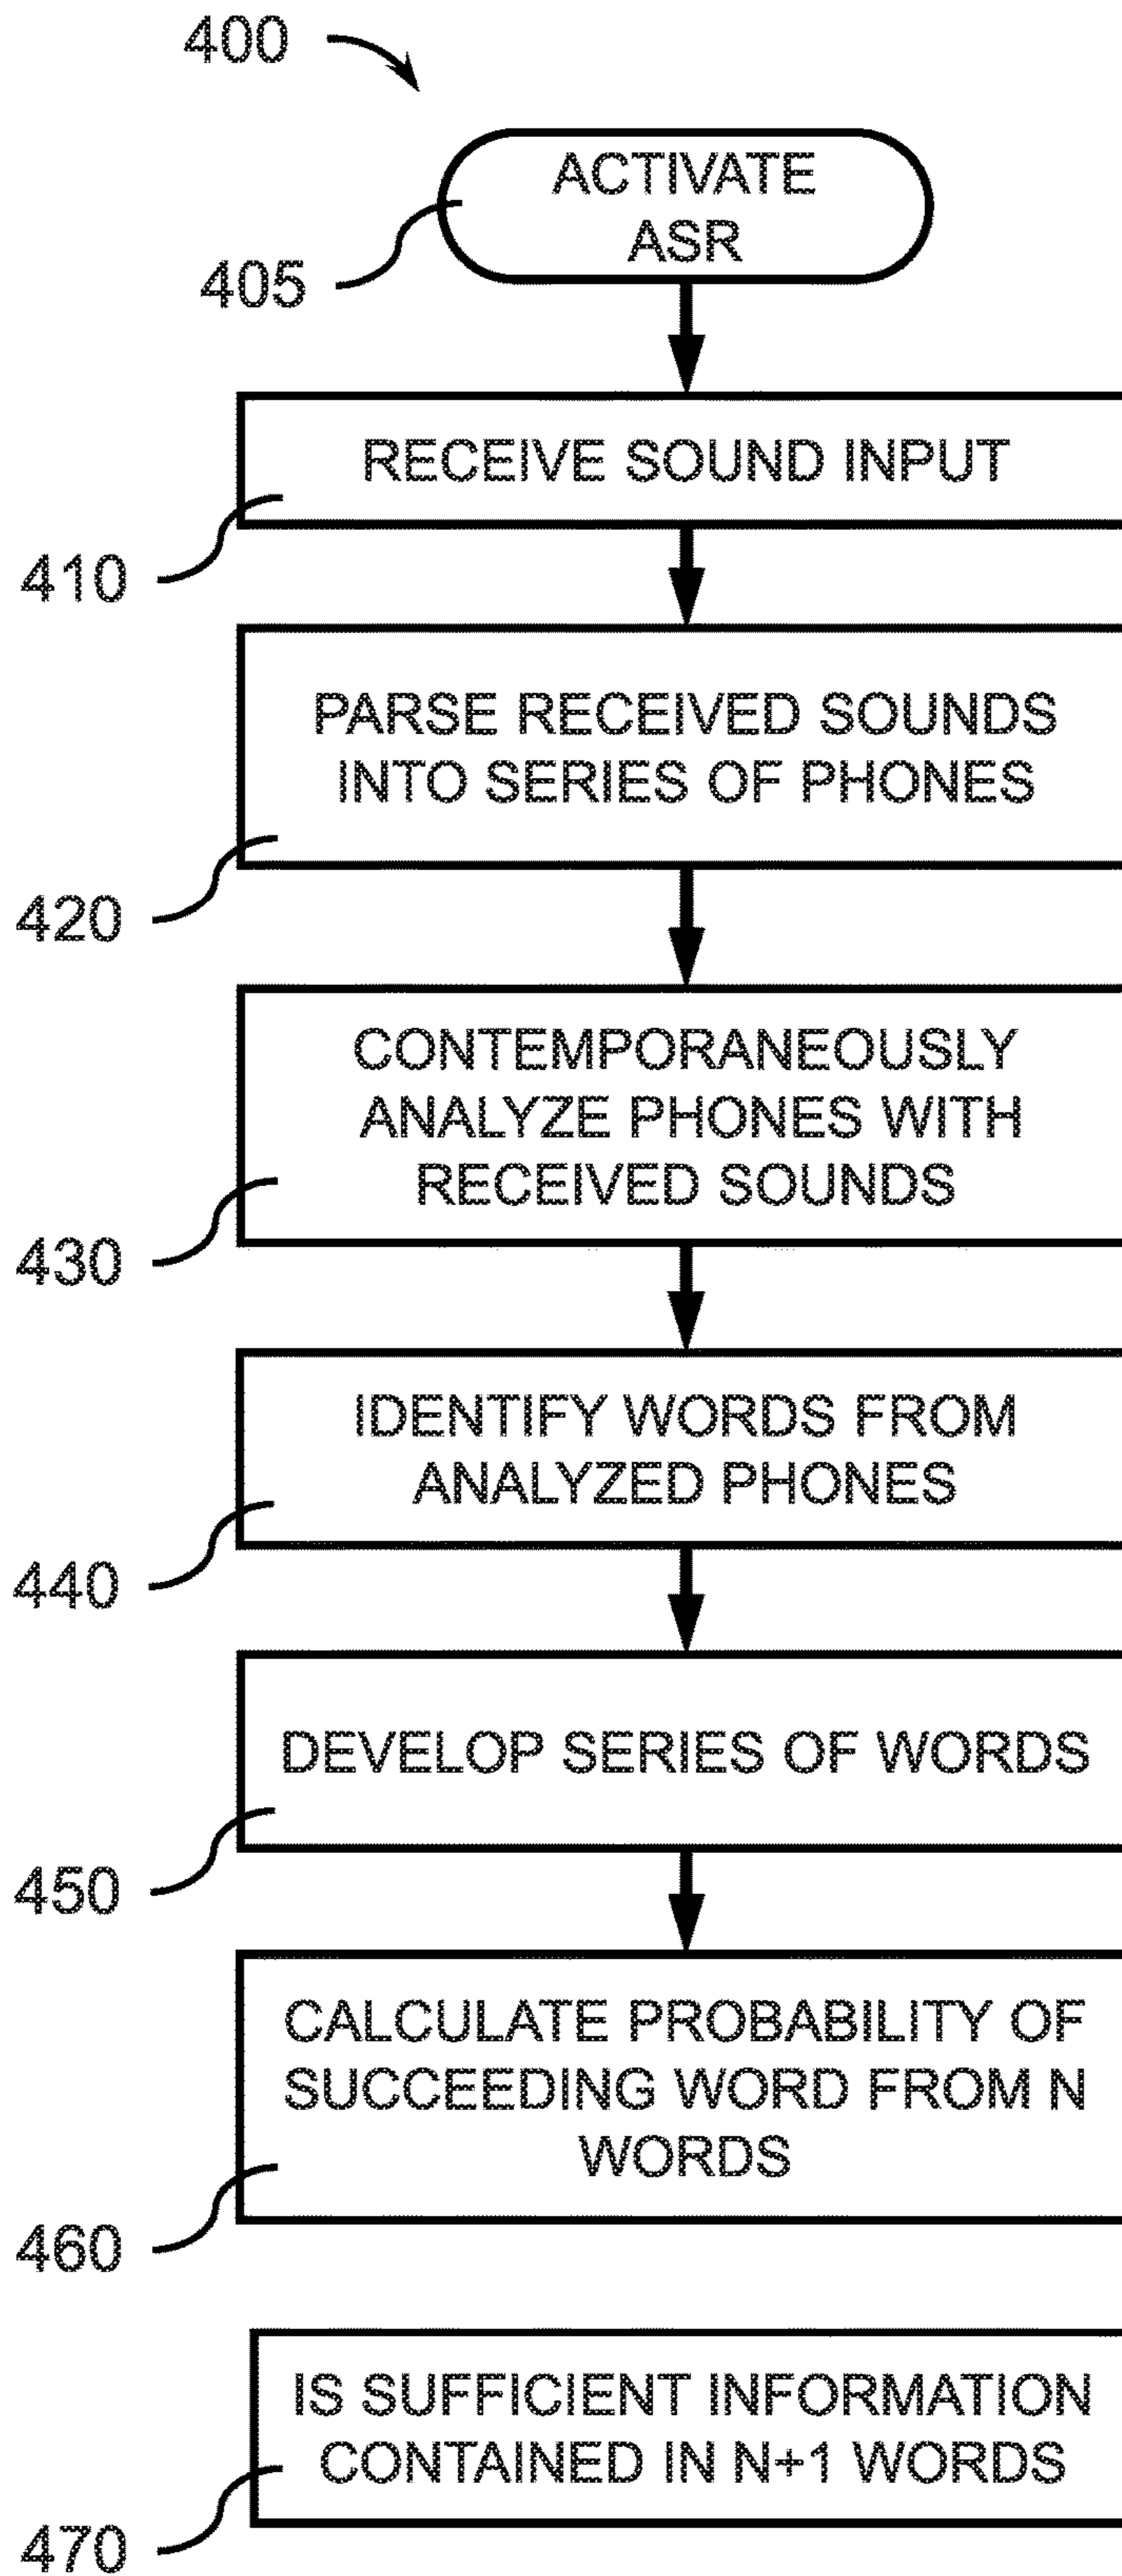 400
ACTIVATE
ASR
405
RECEIVE SOUND INPUT
410
PARSE RECEIVED SOUNDS
INTO SERIES OF PHONES
420
CONTEMPORANEOUSLY
ANALYZE PHONES WITH
RECEIVED SOUNDS
430
IDENTIFY WORDS FROM
ANALYZED PHONES
440
DEVELOP SERIES OF WORDS
450
CALCULATE PROBABILITY OF
SUCCEEDING WORD FROM N
WORDS
460
IS SUFFICIENT INFORMATION
CONTAINED IN N+1 WORDS
470